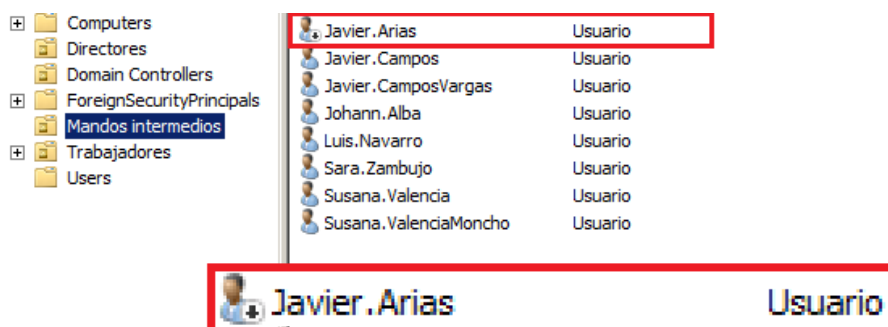 Computers
Directores
Domain Controllers
ForeignSecurityPrincipals
Mandos intermedios
Trabajadores
Users
Javier.Arias Usuario
Javier.Campos Usuario
Javier.CamposVargas Usuario
Johann.Alba Usuario
Luis.Navarro Usuario
Sara.Zambujo Usuario
Susana.Valencia Usuario
Susana.ValenciaMoncho Usuario
Javier.Arias Usuario